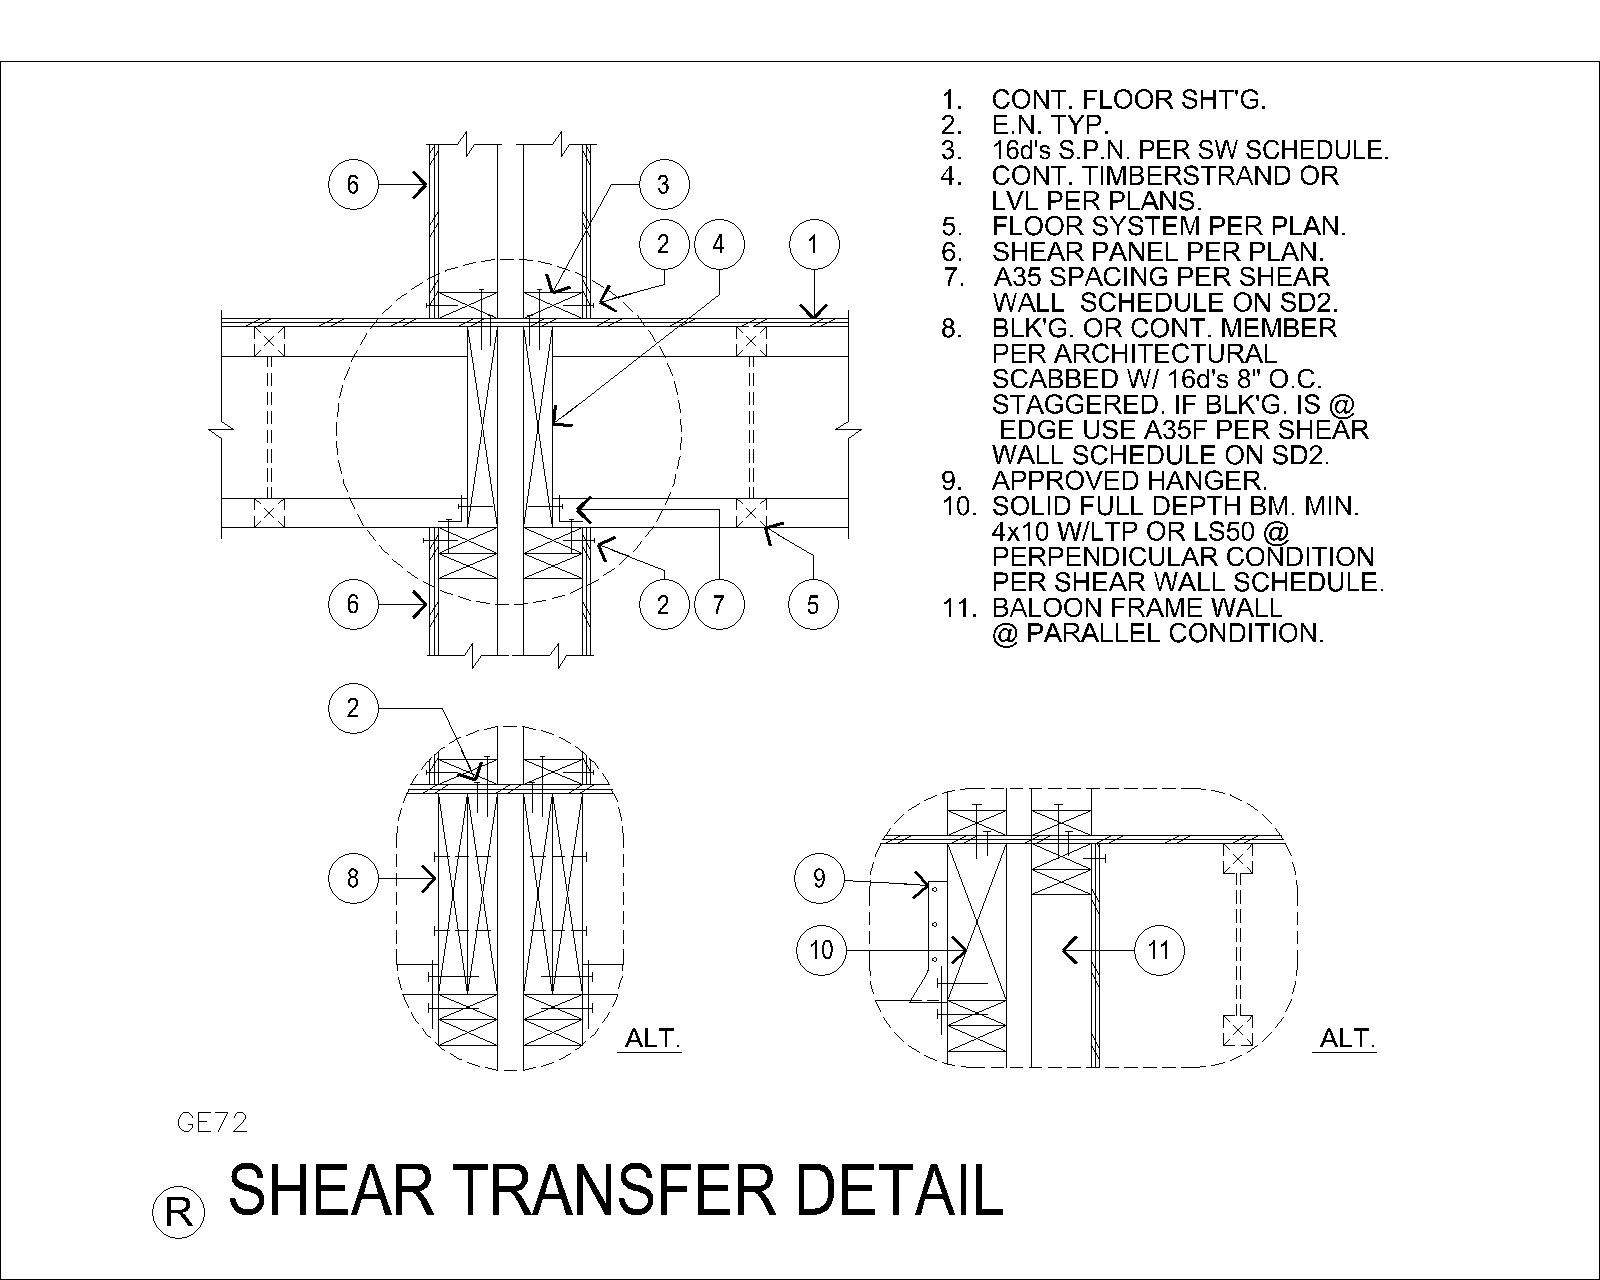 1. CONT. FLOOR SHT'G.
2. E.N. TYP.
3. 16d's S.P.N. PER SW SCHEDULE.
4. CONT. TIMBERSTRAND OR
LVL PER PLANS.
5. FLOOR SYSTEM PER PLAN.
6. SHEAR PANEL PER PLAN.
7. A35 SPACING PER SHEAR
WALL SCHEDULE ON SD2.
8. BLK'G. OR CONT. MEMBER
PER ARCHITECTURAL
SCABBED W/ 16d's 8" O.C.
STAGGERED. IF BLK'G. IS @
EDGE USE A35F PER SHEAR
WALL SCHEDULE ON SD2.
9. APPROVED HANGER.
10. SOLID FULL DEPTH BM. MIN.
4x10 W/LTP OR LS50 @
PERPENDICULAR CONDITION
PER SHEAR WALL SCHEDULE.
11. BALOON FRAME WALL
@ PARALLEL CONDITION.
6
3
2
4
1
6
2
7
5
2
8
ALT.
9
10
11
ALT.
GE72
R SHEAR TRANSFER DETAIL